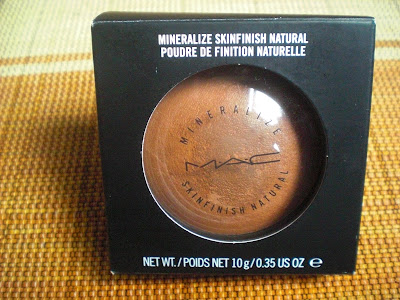 MINERALIZE SKINFINISH NATURAL
POUDRE DE FINITION NATURELLE
MINERALIZE
MAC
SKINFINISH NATURAL
NET WT./POIDS NET 10 g/0.35 US OZ ℮